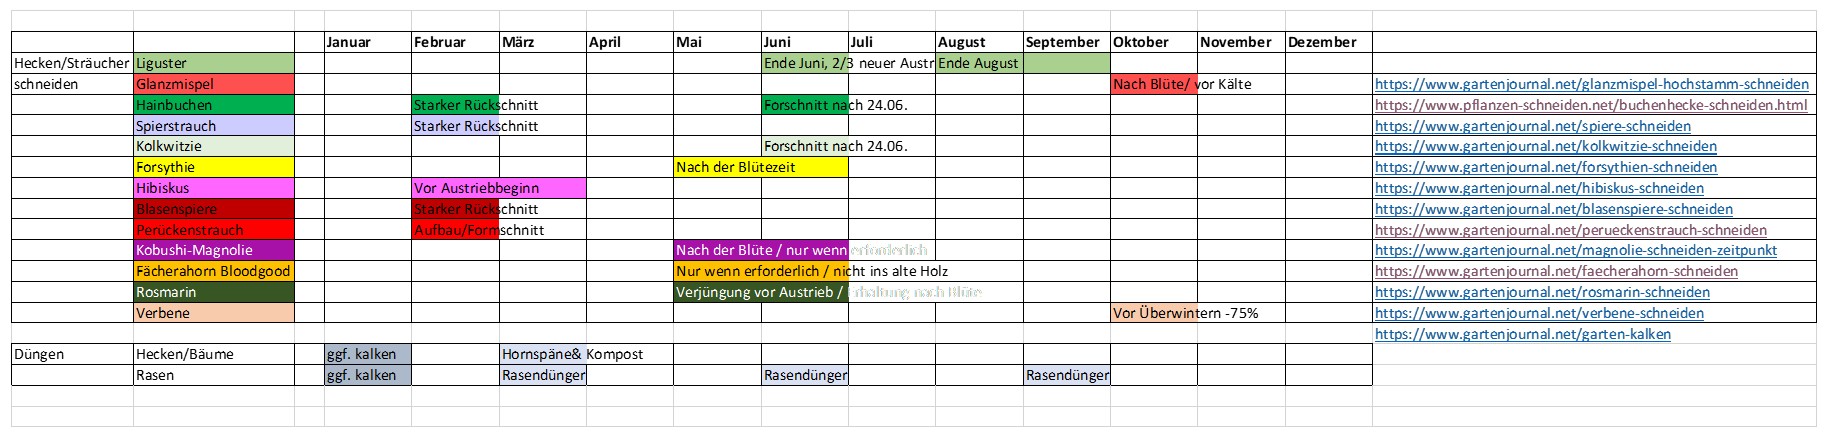 Januar Februar März April Mai Juni Juli August September Oktober November Dezember
Hecken/Sträucher Liguster Ende Juni, 2/3 neuer Austr Ende August
schneiden Glanzmispel Nach Blüte/ vor Kälte https://www.gartenjournal.net/glanzmispel-hochstamm-schneiden
Hainbuchen Starker Rückschnitt Forschnitt nach 24.06. https://www.pflanzen-schneiden.net/buchenhecke-schneiden.html
Spierstrauch Starker Rückschnitt https://www.gartenjournal.net/spiere-schneiden
Kolkwitzie Forschnitt nach 24.06. https://www.gartenjournal.net/kolkwitzie-schneiden
Forsythie Nach der Blütezeit https://www.gartenjournal.net/forsythien-schneiden
Hibiskus Vor Austriebbeginn https://www.gartenjournal.net/hibiskus-schneiden
Blasenspiere Starker Rückschnitt https://www.gartenjournal.net/blasenspiere-schneiden
Perückenstrauch Aufbau/Formschnitt https://www.gartenjournal.net/perueckenstrauch-schneiden
Kobushi-Magnolie Nach der Blüte / nur wenn erforderlich https://www.gartenjournal.net/magnolie-schneiden-zeitpunkt
Fächerahorn Bloodgood Nur wenn erforderlich / nicht ins alte Holz https://www.gartenjournal.net/faecherahorn-schneiden
Rosmarin Verjüngung vor Austrieb / Erhaltung nach Blüte https://www.gartenjournal.net/rosmarin-schneiden
Verbene Vor Überwintern -75% https://www.gartenjournal.net/verbene-schneiden
https://www.gartenjournal.net/garten-kalken
Düngen Hecken/Bäume ggf. kalken Hornspäne& Kompost
Rasen ggf. kalken Rasendünger Rasendünger Rasendünger